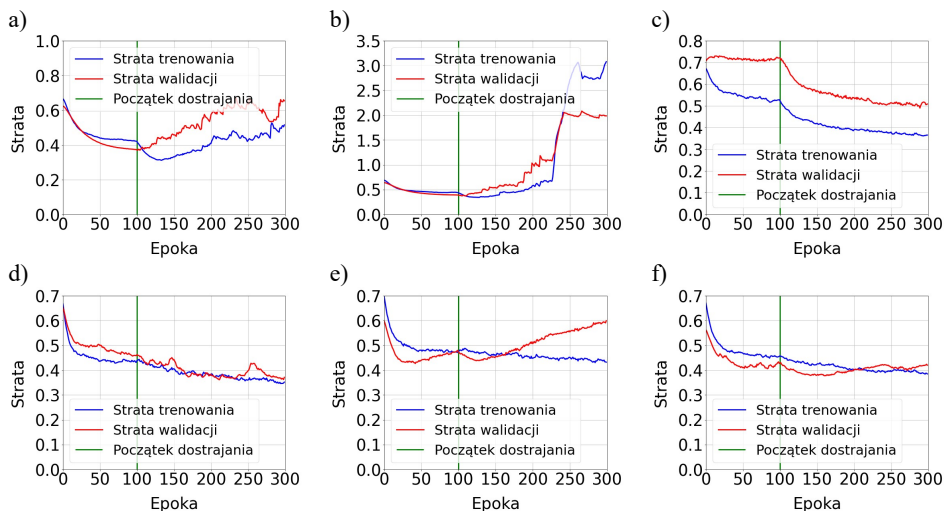 a)
1.0
0.8
0.6
0.4
0.2
0.0
Strata
Strata trenowania
Strata walidacji
Początek dostrajania
0 50 100 150 200 250 300
Epoka
b)
3.5
3.0
2.5
2.0
1.5
1.0
0.5
0.0
Strata
Strata trenowania
Strata walidacji
Początek dostrajania
0 50 100 150 200 250 300
Epoka
c)
0.8
0.7
0.6
0.5
0.4
0.3
0.2
0.1
0.0
Strata
Strata trenowania
Strata walidacji
Początek dostrajania
0 50 100 150 200 250 300
Epoka
d)
0.7
0.6
0.5
0.4
0.3
0.2
0.1
0.0
Strata
Strata trenowania
Strata walidacji
Początek dostrajania
0 50 100 150 200 250 300
Epoka
e)
0.7
0.6
0.5
0.4
0.3
0.2
0.1
0.0
Strata
Strata trenowania
Strata walidacji
Początek dostrajania
0 50 100 150 200 250 300
Epoka
f)
0.7
0.6
0.5
0.4
0.3
0.2
0.1
0.0
Strata
Strata trenowania
Strata walidacji
Początek dostrajania
0 50 100 150 200 250 300
Epoka